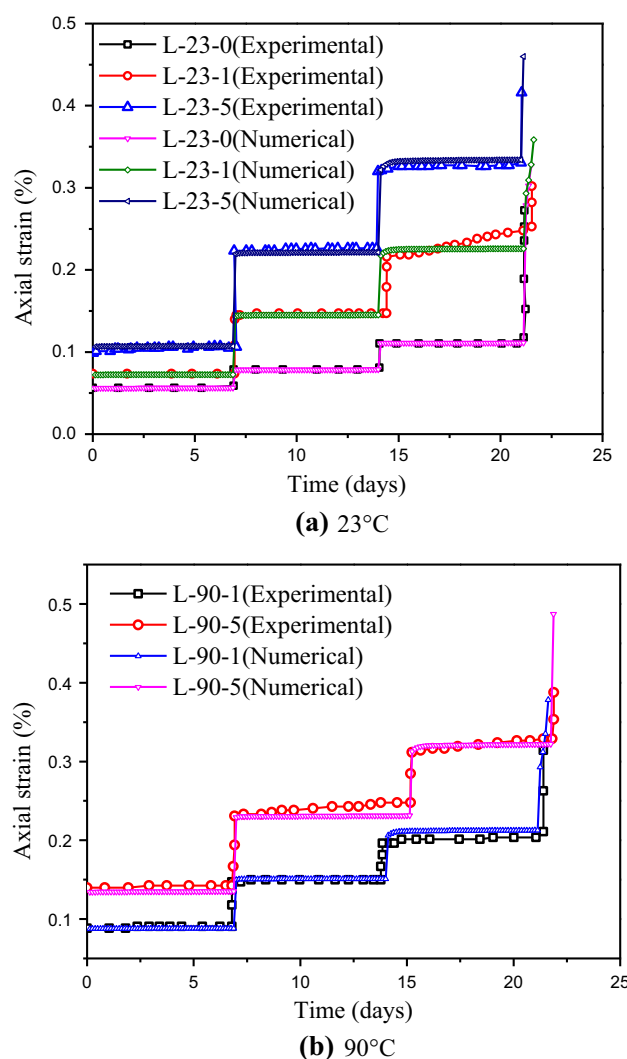 0.5
0.4
0.3
0.2
0.1
0.0
Axial strain (%)
L-23-0(Experimental)
L-23-1(Experimental)
L-23-5(Experimental)
L-23-0(Numerical)
L-23-1(Numerical)
L-23-5(Numerical)
0 5 10 15 20 25
Time (days)
(a) 23°C
0.5
0.4
0.3
0.2
0.1
Axial strain (%)
L-90-1(Experimental)
L-90-5(Experimental)
L-90-1(Numerical)
L-90-5(Numerical)
0 5 10 15 20 25
Time (days)
(b) 90°C